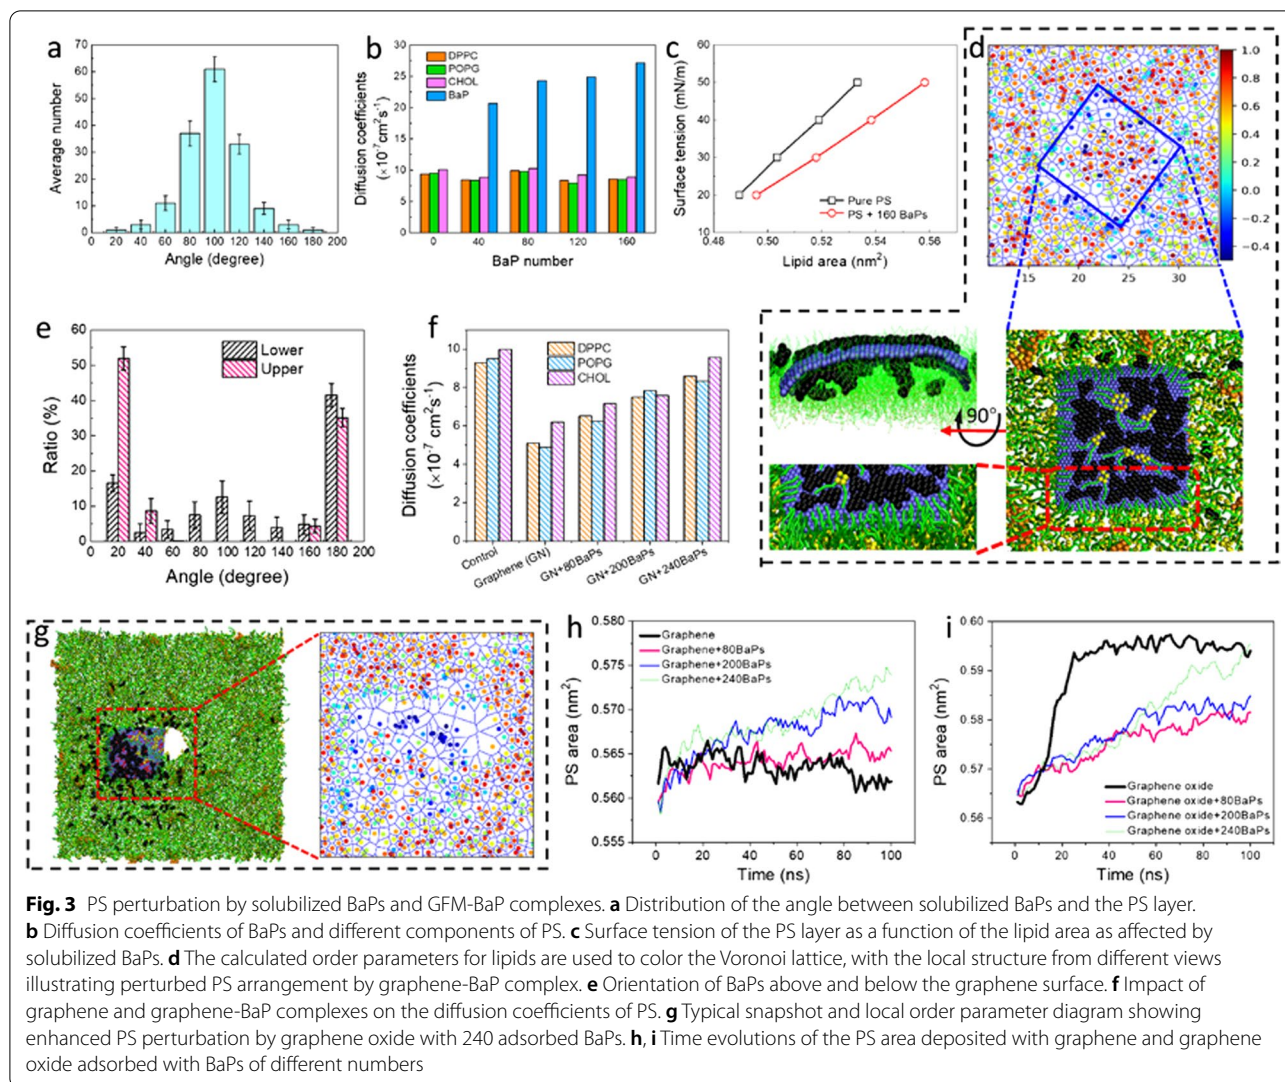 a
70
60
50
40
30
20
10
0
Average number
0 20 40 60 80 100 120 140 160 180 200
Angle (degree)
b
30
25
20
15
10
5
0
Diffusion coefficients
(×10⁻⁷ cm²s⁻¹)
DPPC
POPG
CHOL
BaP
0 40 80 120 160
BaP number
c
60
50
40
30
20
10
Surface tension (mN/m)
Pure PS
PS + 160 BaPs
0.48 0.50 0.52 0.54 0.56
Lipid area (nm²)
d
1.0
0.8
0.6
0.4
0.2
0.0
−0.2
−0.4
15 20 25 30
90°
e
60
50
40
30
20
10
0
Ratio (%)
Lower
Upper
0 20 40 60 80 100 120 140 160 180 200
Angle (degree)
f
10
8
6
4
2
0
Diffusion coefficients
(×10⁻⁷ cm²s⁻¹)
DPPC
POPG
CHOL
Control
Graphene (GN)
GN+80BaPs
GN+200BaPs
GN+240BaPs
g
h
0.580
0.575
0.570
0.565
0.560
0.555
PS area (nm²)
Graphene
Graphene+80BaPs
Graphene+200BaPs
Graphene+240BaPs
0 20 40 60 80 100
Time (ns)
i
0.60
0.59
0.58
0.57
0.56
PS area (nm²)
Graphene oxide
Graphene oxide+80BaPs
Graphene oxide+200BaPs
Graphene oxide+240BaPs
0 20 40 60 80 100
Time (ns)
Fig. 3 PS perturbation by solubilized BaPs and GFM-BaP complexes. a Distribution of the angle between solubilized BaPs and the PS layer.
b Diffusion coefficients of BaPs and different components of PS. c Surface tension of the PS layer as a function of the lipid area as affected by
solubilized BaPs. d The calculated order parameters for lipids are used to color the Voronoi lattice, with the local structure from different views
illustrating perturbed PS arrangement by graphene-BaP complex. e Orientation of BaPs above and below the graphene surface. f Impact of
graphene and graphene-BaP complexes on the diffusion coefficients of PS. g Typical snapshot and local order parameter diagram showing
enhanced PS perturbation by graphene oxide with 240 adsorbed BaPs. h, i Time evolutions of the PS area deposited with graphene and graphene
oxide adsorbed with BaPs of different numbers